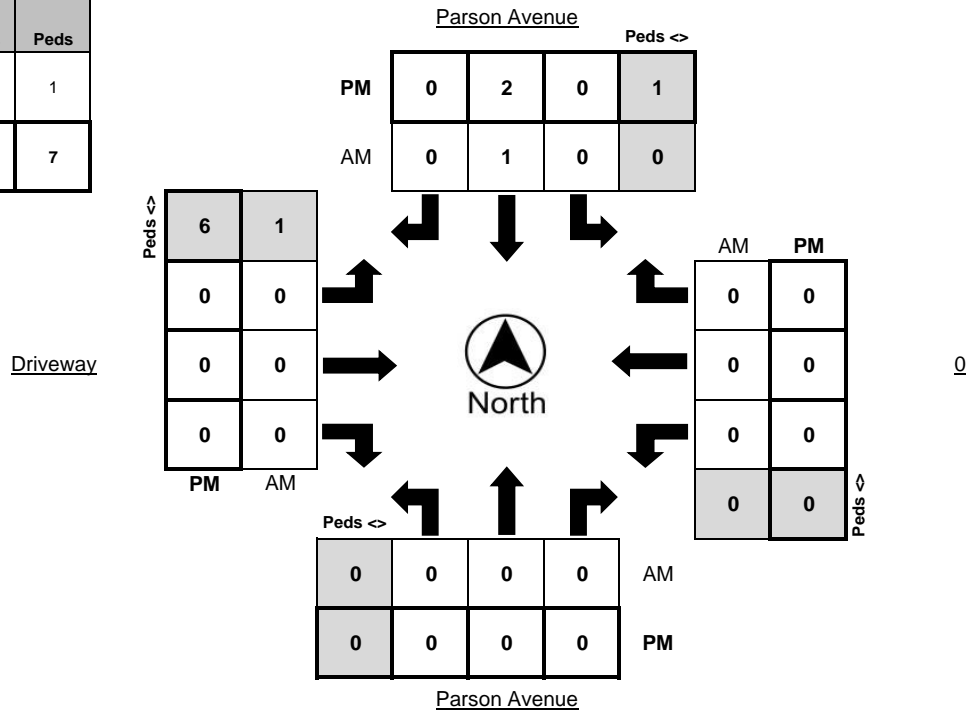 Peds
1
7
Parson Avenue
Peds <>
PM 0 2 0 1
AM 0 1 0 0
Peds <>
6 1
0 0
0 0
0 0
PM AM
Driveway
North
AM PM
0 0
0 0
0 0
0 0
Peds <>
0
Peds <>
0 0 0 0 AM
0 0 0 0 PM
Parson Avenue